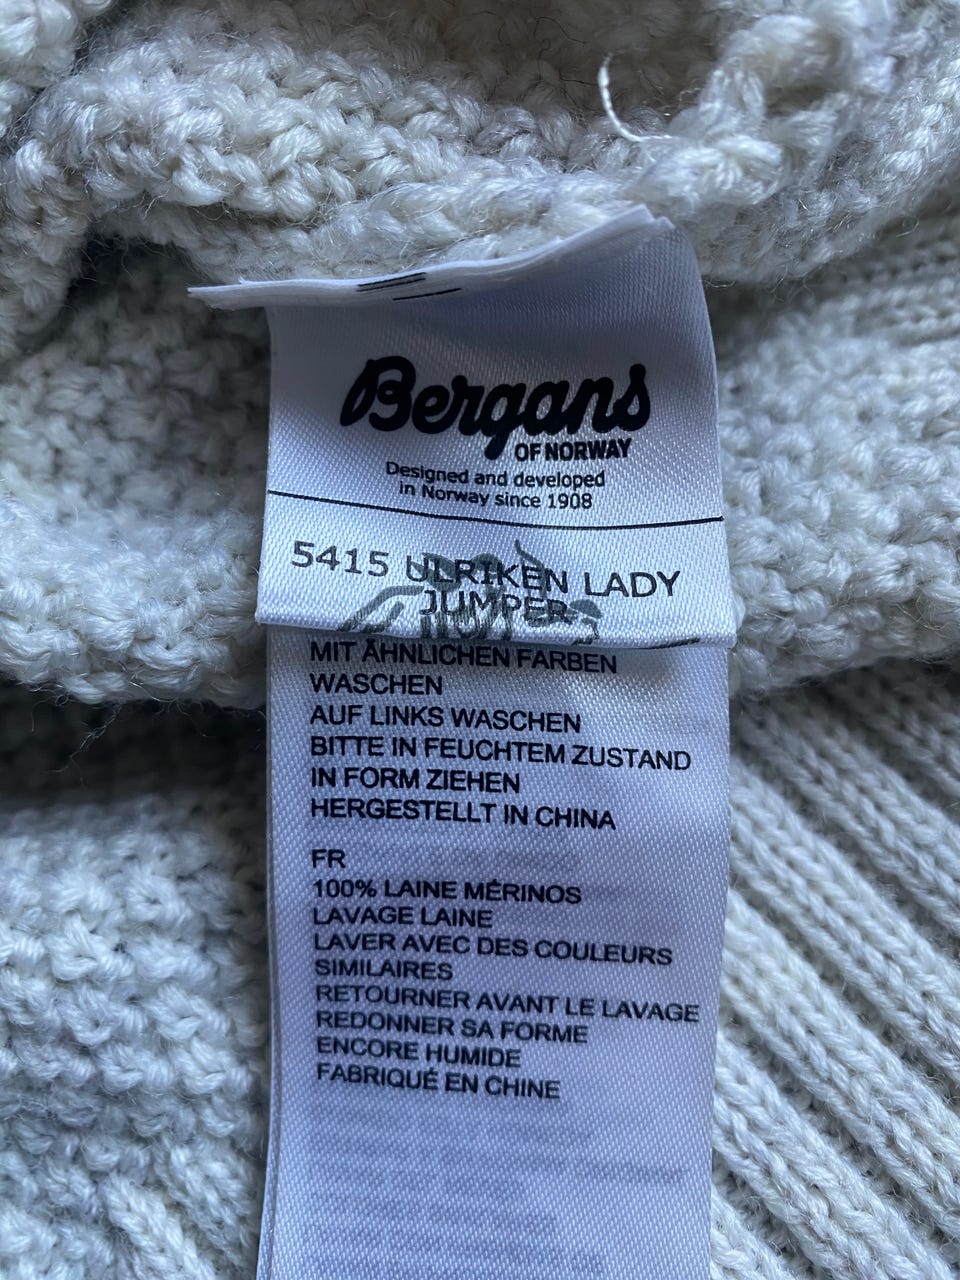 Bergans
OF NORWAY
Designed and developed
in Norway since 1908
5415 ULRIKEN LADY
JUMPER
MIT ÄHNLICHEN FARBEN
WASCHEN
AUF LINKS WASCHEN
BITTE IN FEUCHTEM ZUSTAND
IN FORM ZIEHEN
HERGESTELLT IN CHINA
FR
100% LAINE MÉRINOS
LAVAGE LAINE
LAVER AVEC DES COULEURS
SIMILAIRES
RETOURNER AVANT LE LAVAGE
REDONNER SA FORME
ENCORE HUMIDE
FABRIQUÉ EN CHINE